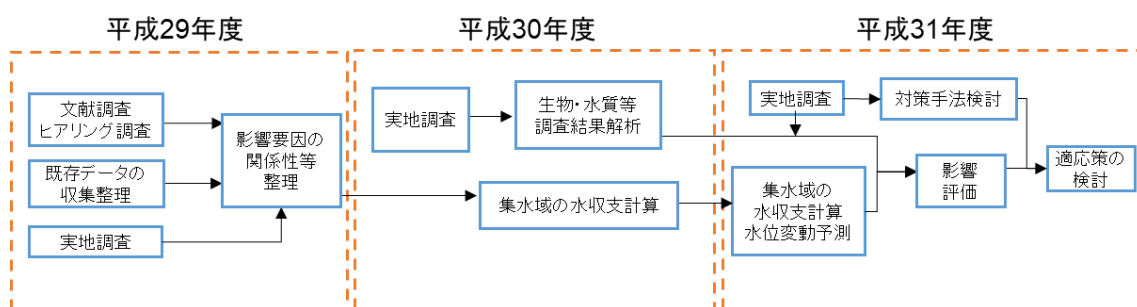 平成29年度
文献調査
ヒアリング調査
既存データの
収集整理
実地調査
影響要因の
関係性等
整理
平成30年度
実地調査
生物・水質等
調査結果解析
集水域の水収支計算
平成31年度
実地調査
対策手法検討
集水域の
水収支計算
水位変動予測
影響
評価
適応策の
検討